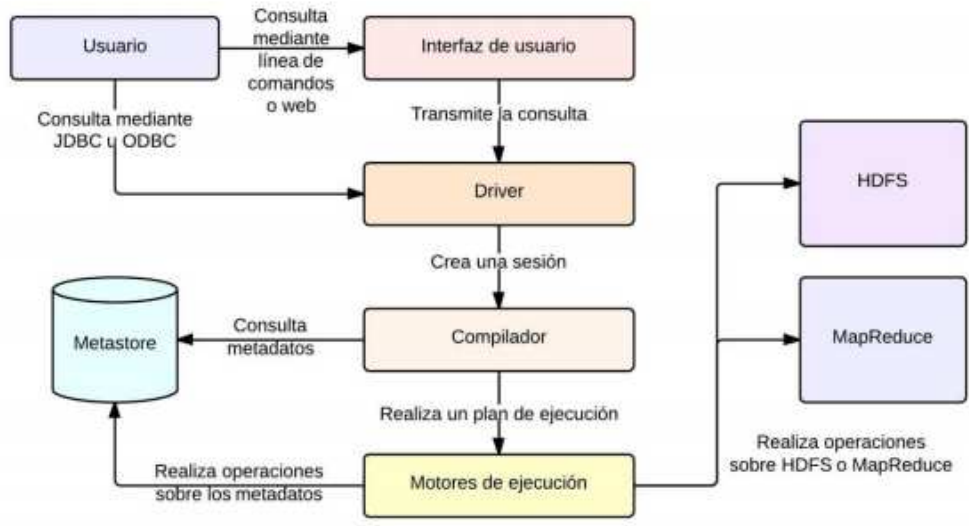 Usuario
Consulta
mediante
línea de
comandos
o web
Interfaz de usuario
Consulta mediante
JDBC u ODBC
Transmite la consulta
Driver
HDFS
Crea una sesión
Metastore
Consulta
metadatos
Compilador
MapReduce
Realiza un plan de ejecución
Realiza operaciones
sobre los metadatos
Motores de ejecución
Realiza operaciones
sobre HDFS o MapReduce